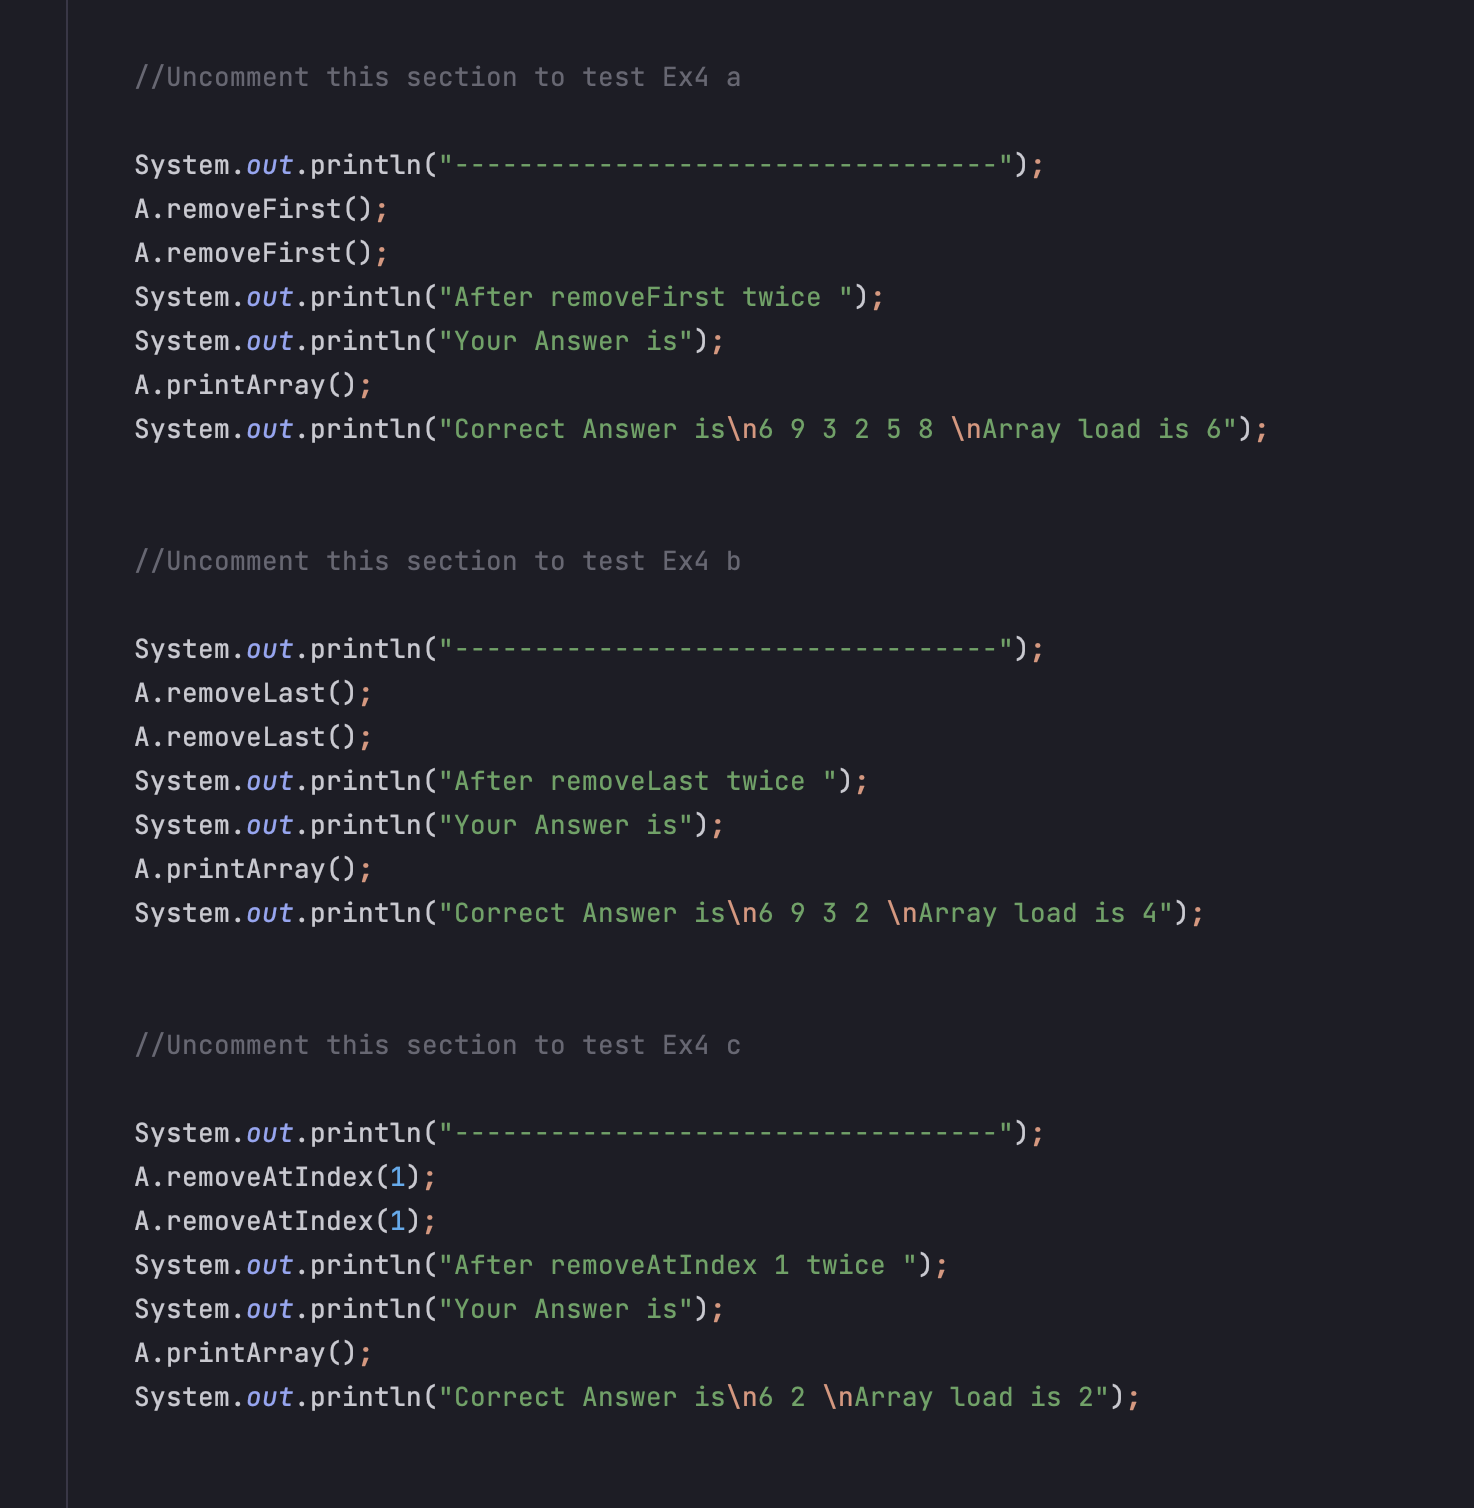 //Uncomment this section to test Ex4 a
System.out.println("----------------------------------");
A.removeFirst();
A.removeFirst();
System.out.println("After removeFirst twice ");
System.out.println("Your Answer is");
A.printArray();
System.out.println("Correct Answer is\n6 9 3 2 5 8 \nArray load is 6");
//Uncomment this section to test Ex4 b
System.out.println("----------------------------------");
A.removeLast();
A.removeLast();
System.out.println("After removeLast twice ");
System.out.println("Your Answer is");
A.printArray();
System.out.println("Correct Answer is\n6 9 3 2 \nArray load is 4");
//Uncomment this section to test Ex4 c
System.out.println("----------------------------------");
A.removeAtIndex(1);
A.removeAtIndex(1);
System.out.println("After removeAtIndex 1 twice ");
System.out.println("Your Answer is");
A.printArray();
System.out.println("Correct Answer is\n6 2 \nArray load is 2");